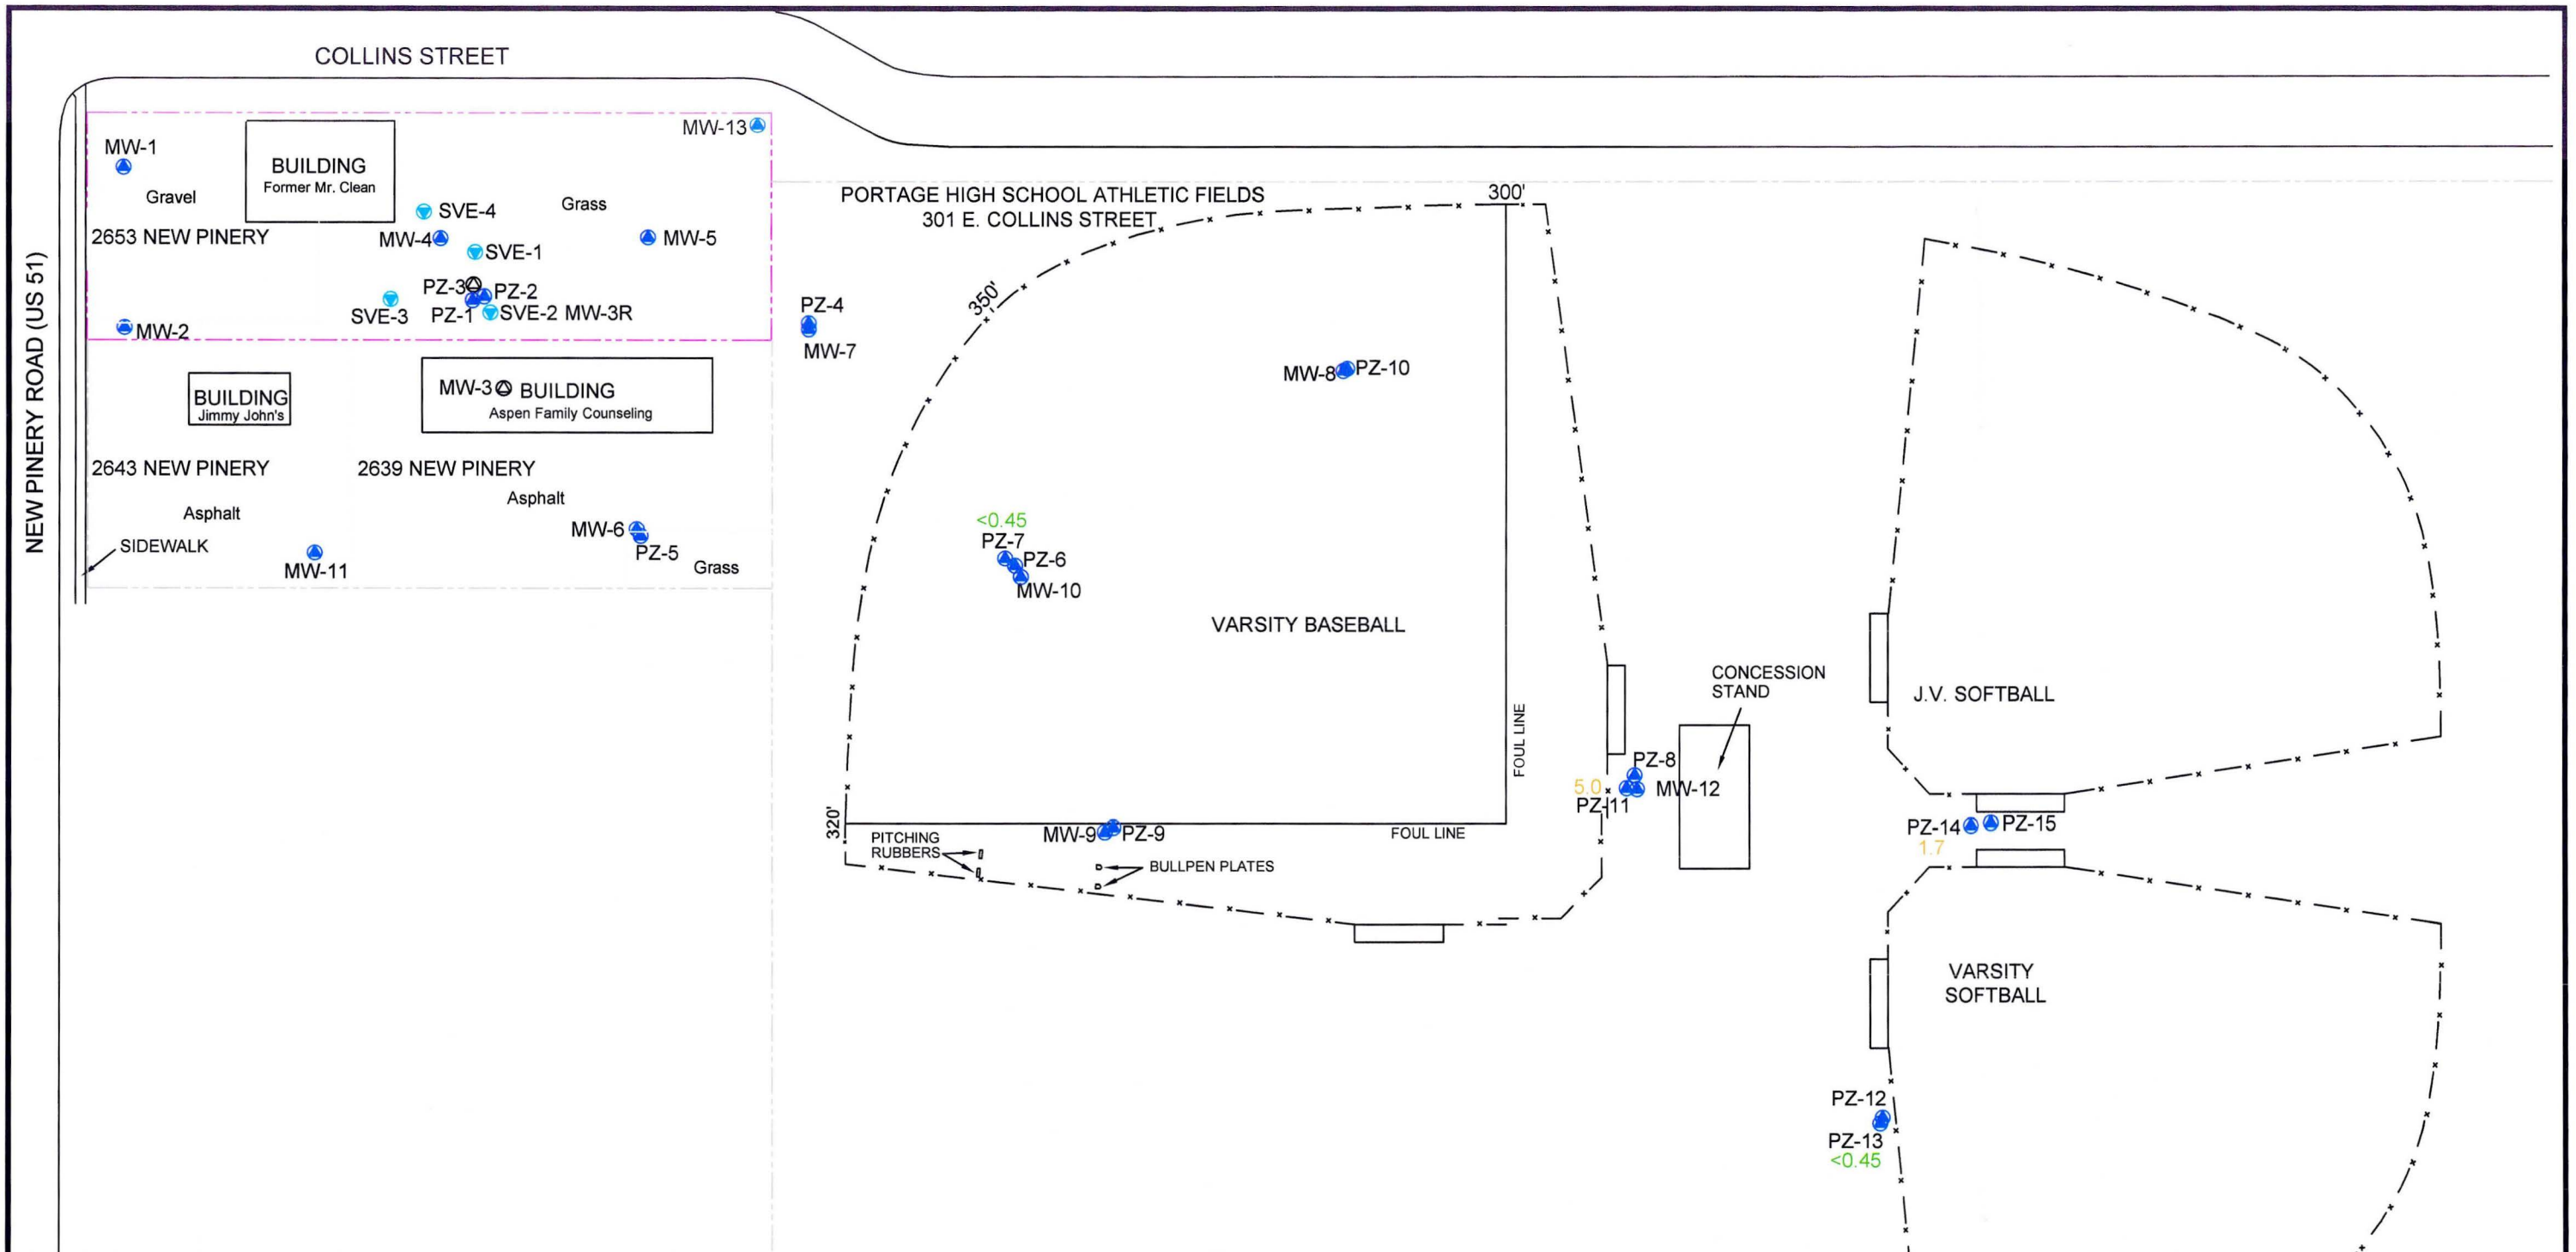 COLLINS STREET
MW-13
MW-1
BUILDING
Former Mr. Clean
Gravel
SVE-4
Grass
2653 NEW PINERY
MW-4
MW-5
SVE-1
PZ-3
PZ-2
SVE-3
PZ-1
SVE-2 MW-3R
MW-2
NEW PINERY ROAD (US 51)
BUILDING
Jimmy John's
MW-3
BUILDING
Aspen Family Counseling
2643 NEW PINERY
2639 NEW PINERY
Asphalt
Asphalt
MW-6
PZ-5
SIDEWALK
MW-11
Grass
PORTAGE HIGH SCHOOL ATHLETIC FIELDS
301 E. COLLINS STREET
300'
350'
PZ-4
MW-7
MW-8
PZ-10
<0.45
PZ-7
PZ-6
MW-10
VARSITY BASEBALL
FOUL LINE
CONCESSION
STAND
PZ-8
5.0
MW-12
PZ-11
320'
MW-9
PZ-9
FOUL LINE
PITCHING
RUBBERS
BULLPEN PLATES
J.V. SOFTBALL
PZ-14
PZ-15
1.7
VARSITY
SOFTBALL
PZ-12
PZ-13
<0.45